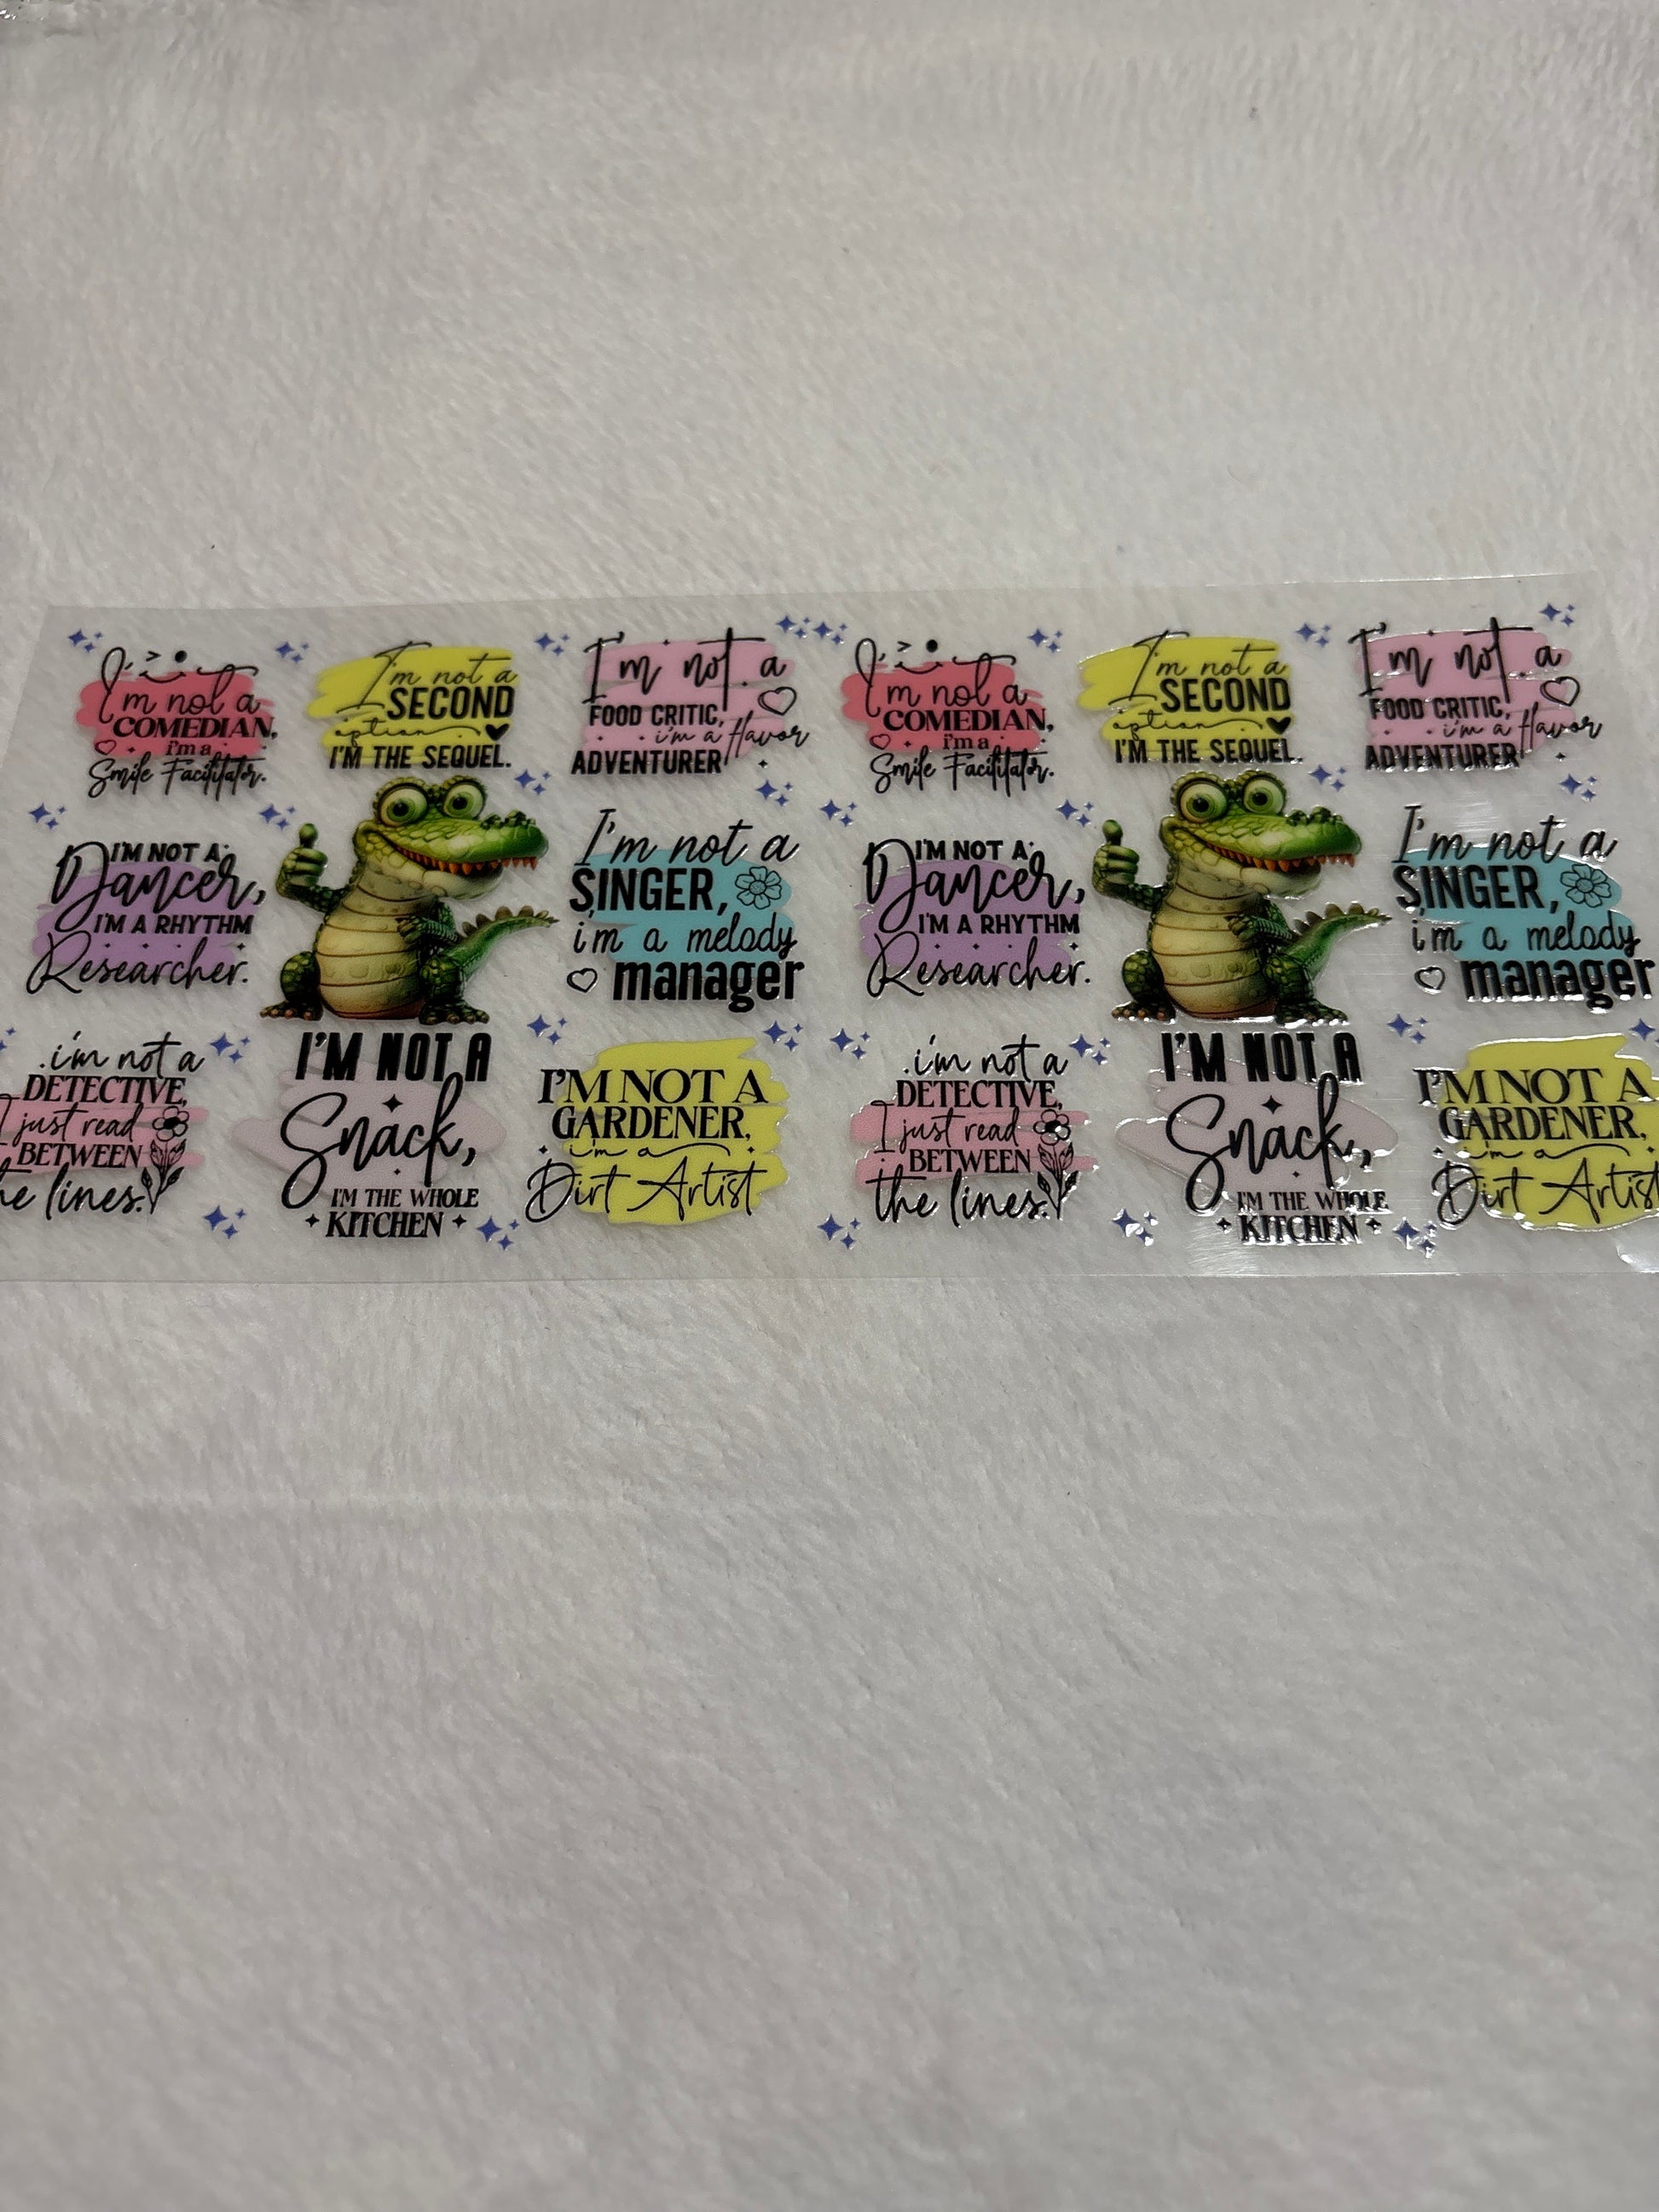 I'm not a
COMEDIAN,
i'm a
Smile Facilitator.
I'm not a
SECOND
option
I'M THE SEQUEL.
I'm not a
FOOD CRITIC,
i'm a flavor
ADVENTURER
I'm not a
COMEDIAN,
i'm a
Smile Facilitator.
I'm not a
SECOND
option
I'M THE SEQUEL.
I'm not a
FOOD CRITIC,
i'm a flavor
ADVENTURER
I'M NOT A
Dancer,
I'M A RHYTHM
Researcher.
I'm not a
SINGER,
i'm a melody
manager
I'M NOT A
Dancer,
I'M A RHYTHM
Researcher.
I'm not a
SINGER,
i'm a melody
manager
i'm not a
DETECTIVE,
I just read
BETWEEN
he lines.
I'M NOT A
Snack,
I'M THE WHOLE
KITCHEN
I'M NOT A
GARDENER,
i'm a
Dirt Artist
i'm not a
DETECTIVE,
I just read
BETWEEN
the lines.
I'M NOT A
Snack,
I'M THE WHOLE
KITCHEN
I'M NOT A
GARDENER,
i'm a
Dirt Artist